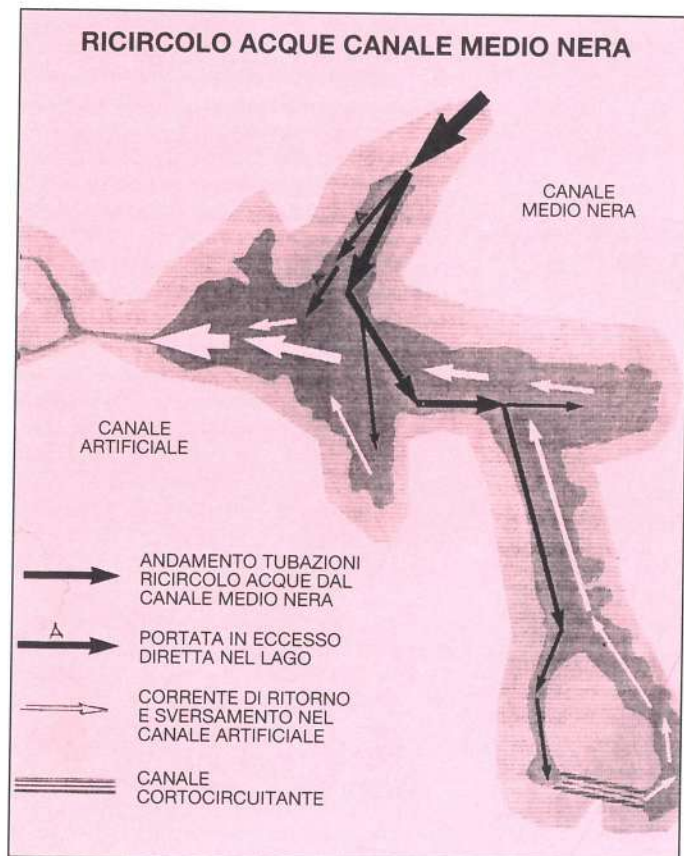 RICIRCOLO ACQUE CANALE MEDIO NERA
CANALE
MEDIO NERA
CANALE
ARTIFICIALE
ANDAMENTO TUBAZIONI
RICIRCOLO ACQUE DAL
CANALE MEDIO NERA
A
PORTATA IN ECCESSO
DIRETTA NEL LAGO
CORRENTE DI RITORNO
E SVERSAMENTO NEL
CANALE ARTIFICIALE
CANALE
CORTOCIRCUITANTE